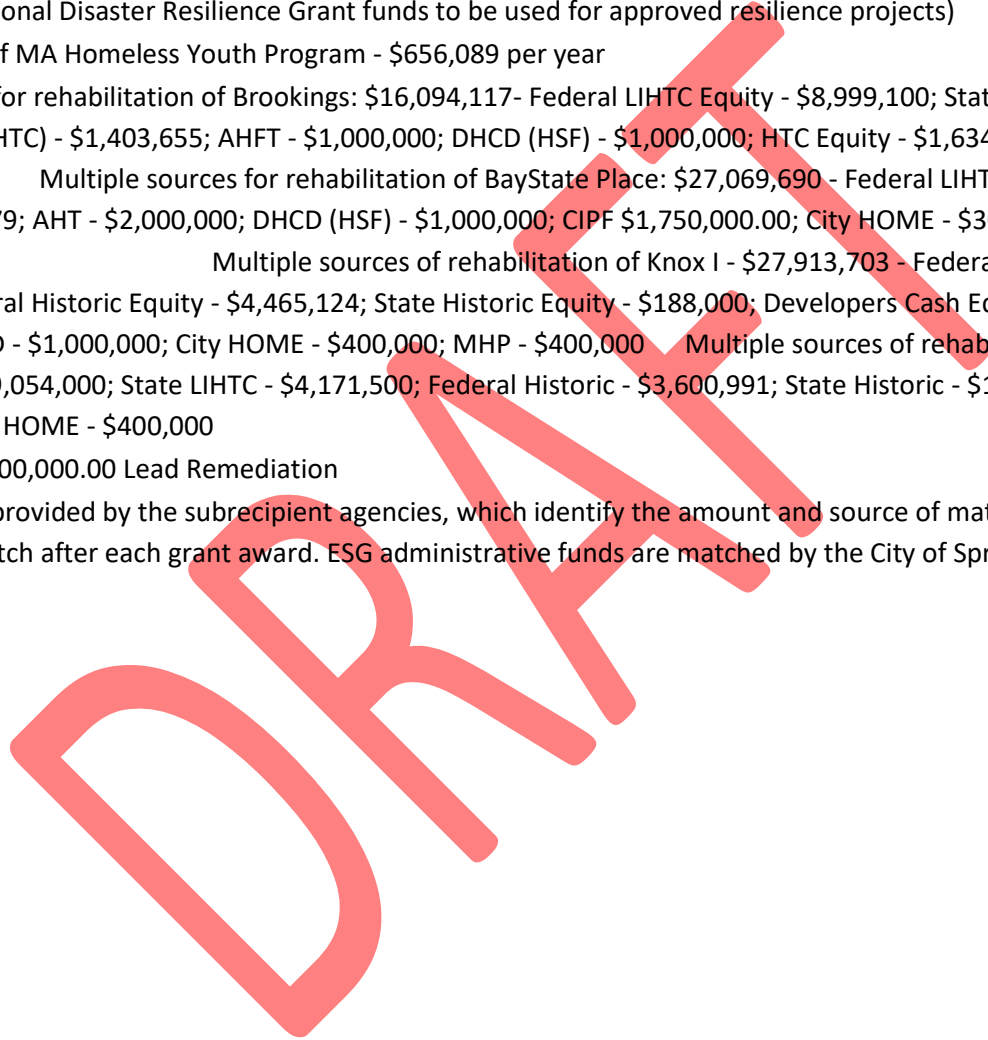 onal Disaster Resilience Grant funds to be used for approved resilience projects)
f MA Homeless Youth Program - $656,089 per year
for rehabilitation of Brookings: $16,094,117- Federal LIHTC Equity - $8,999,100; Stat
HTC) - $1,403,655; AHFT - $1,000,000; DHCD (HSF) - $1,000,000; HTC Equity - $1,634
Multiple sources for rehabilitation of BayState Place: $27,069,690 - Federal LIHT
79; AHT - $2,000,000; DHCD (HSF) - $1,000,000; CIPF $1,750,000.00; City HOME - $3
Multiple sources of rehabilitation of Knox I - $27,913,703 - Federa
ral Historic Equity - $4,465,124; State Historic Equity - $188,000; Developers Cash Eq
D - $1,000,000; City HOME - $400,000; MHP - $400,000 Multiple sources of rehab
9,054,000; State LIHTC - $4,171,500; Federal Historic - $3,600,991; State Historic - $1
HOME - $400,000
00,000.00 Lead Remediation
provided by the subrecipient agencies, which identify the amount and source of mat
tch after each grant award. ESG administrative funds are matched by the City of Spr
DRAFT